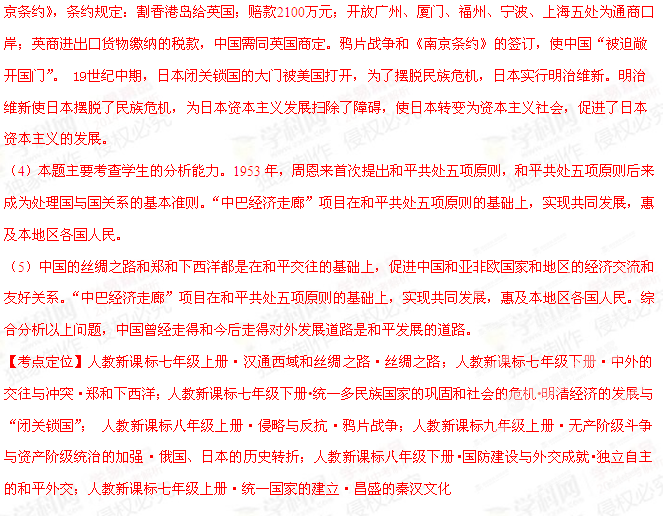 京条约》，条约规定：割香港岛给英国；赔款2100万元；开放广州、厦门、福州、宁波、上海五处为通商口
岸；英商进出口货物缴纳的税款，中国需同英国商定。鸦片战争和《南京条约》的签订，使中国“被迫敞
开国门”。 19世纪中期，日本闭关锁国的大门被美国打开，为了摆脱民族危机，日本实行明治维新。明治
维新使日本摆脱了民族危机，为日本资本主义发展扫除了障碍，使日本转变为资本主义社会，促进了日本
资本主义的发展。
（4）本题主要考查学生的分析能力。1953 年，周恩来首次提出和平共处五项原则，和平共处五项原则后来
成为处理国与国关系的基本准则。“中巴经济走廊”项目在和平共处五项原则的基础上，实现共同发展，惠
及本地区各国人民。
（5）中国的丝绸之路和郑和下西洋都是在和平交往的基础上，促进中国和亚非欧国家和地区的经济交流和
友好关系。“中巴经济走廊”项目在和平共处五项原则的基础上，实现共同发展，惠及本地区各国人民。综
合分析以上问题，中国曾经走得和今后走得对外发展道路是和平发展的道路。
【考点定位】人教新课标七年级上册·汉通西域和丝绸之路·丝绸之路；人教新课标七年级下册·中外的
交往与冲突·郑和下西洋；人教新课标七年级下册·统一多民族国家的巩固和社会的危机·明清经济的发展与
“闭关锁国”； 人教新课标八年级上册·侵略与反抗·鸦片战争；人教新课标九年级上册·无产阶级斗争
与资产阶级统治的加强·俄国、日本的历史转折；人教新课标八年级下册·国防建设与外交成就·独立自主
的和平外交；人教新课标七年级上册·统一国家的建立·昌盛的秦汉文化